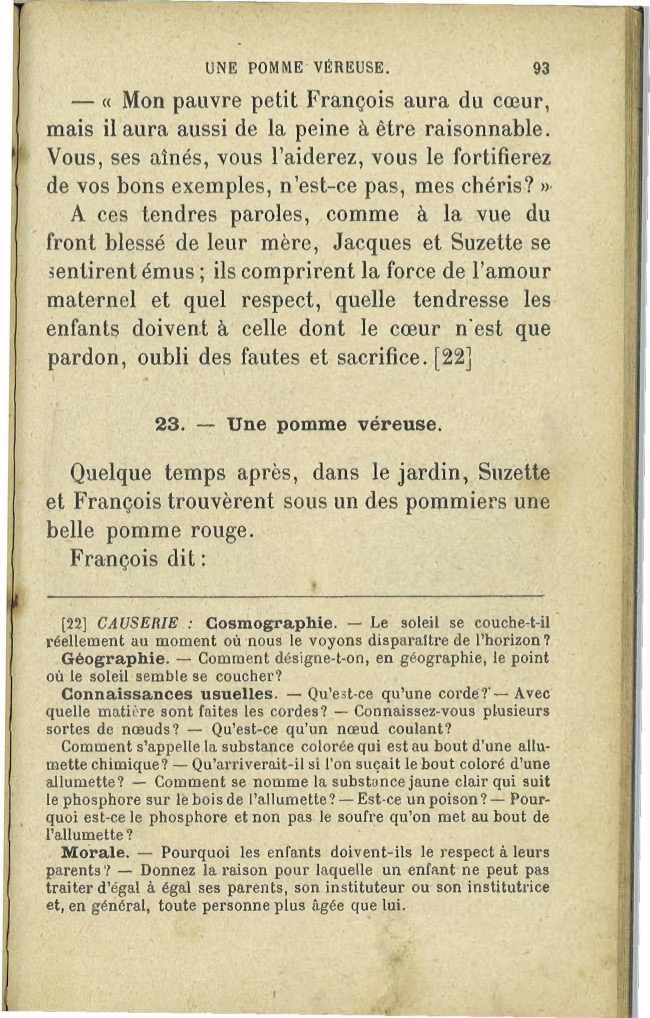 UNE POMME VÉREUSE. 93
— « Mon pauvre petit François aura du cœur,
mais il aura aussi de la peine à être raisonnable.
Vous, ses aînés, vous l'aiderez, vous le fortifierez
de vos bons exemples, n'est-ce pas, mes chéris? »
A ces tendres paroles, comme à la vue du
front blessé de leur mère, Jacques et Suzette se
sentirent émus ; ils comprirent la force de l'amour
maternel et quel respect, quelle tendresse les
enfants doivent à celle dont le cœur n'est que
pardon, oubli des fautes et sacrifice. [22]
23. — Une pomme véreuse.
Quelque temps après, dans le jardin, Suzette
et François trouvèrent sous un des pommiers une
belle pomme rouge.
François dit :
[22] CAUSERIE : Cosmographie. — Le soleil se couche-t-il
réellement au moment où nous le voyons disparaître de l'horizon ?
Géographie. — Comment désigne-t-on, en géographie, le point
où le soleil semble se coucher?
Connaissances usuelles. — Qu'est-ce qu'une corde? — Avec
quelle matière sont faites les cordes? — Connaissez-vous plusieurs
sortes de nœuds? — Qu'est-ce qu'un nœud coulant?
Comment s'appelle la substance colorée qui est au bout d'une allu-
mette chimique? — Qu'arriverait-il si l'on suçait le bout coloré d'une
allumette? — Comment se nomme la substance jaune clair qui suit
le phosphore sur le bois de l'allumette? — Est-ce un poison? — Pour-
quoi est-ce le phosphore et non pas le soufre qu'on met au bout de
l'allumette ?
Morale. — Pourquoi les enfants doivent-ils le respect à leurs
parents ? — Donnez la raison pour laquelle un enfant ne peut pas
traiter d'égal à égal ses parents, son instituteur ou son institutrice
et, en général, toute personne plus âgée que lui.